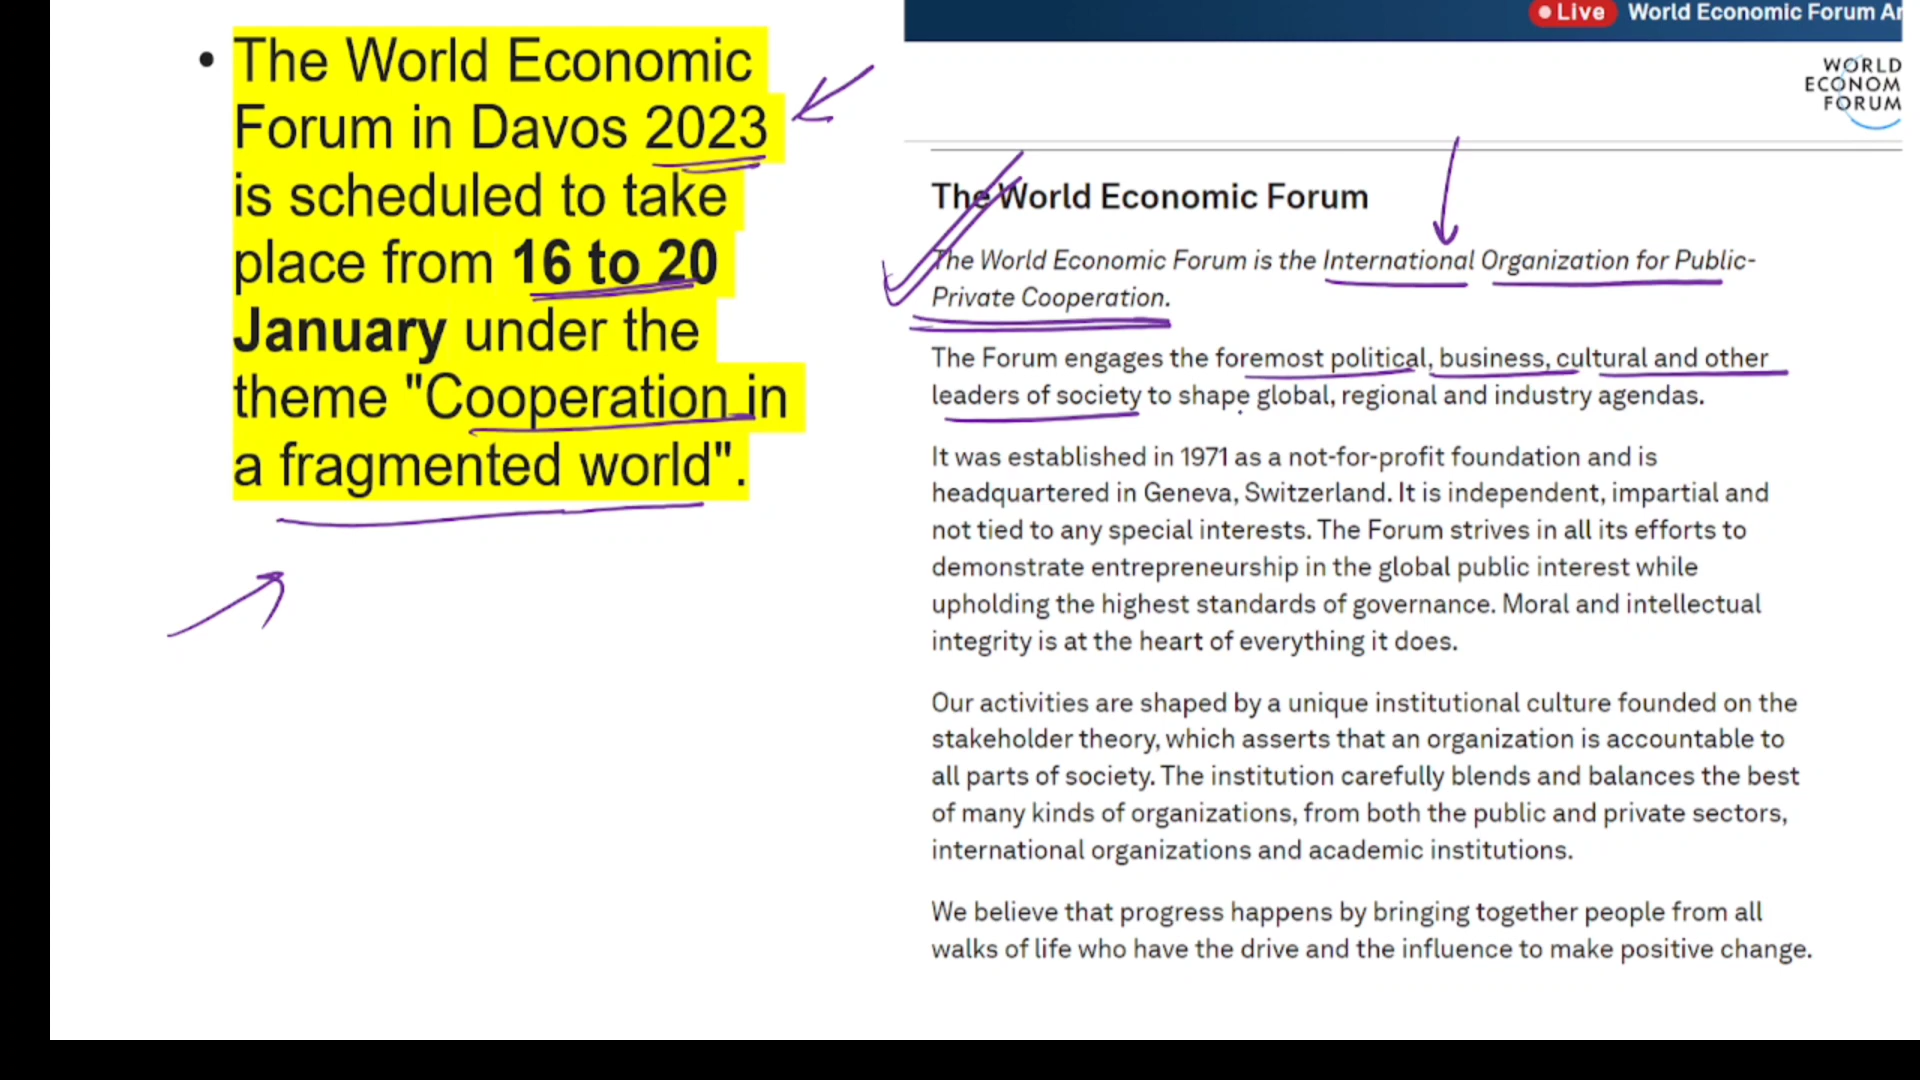 • The World Economic
Forum in Davos 2023
is scheduled to take
place from 16 to 20
January under the
theme "Cooperation in
a fragmented world".
Live World Economic Forum
WORLD
ECONOM
FORUM
The World Economic Forum
The World Economic Forum is the International Organization for Public-
Private Cooperation.
The Forum engages the foremost political, business, cultural and other
leaders of society to shape global, regional and industry agendas.
It was established in 1971 as a not-for-profit foundation and is
headquartered in Geneva, Switzerland. It is independent, impartial and
not tied to any special interests. The Forum strives in all its efforts to
demonstrate entrepreneurship in the global public interest while
upholding the highest standards of governance. Moral and intellectual
integrity is at the heart of everything it does.
Our activities are shaped by a unique institutional culture founded on the
stakeholder theory, which asserts that an organization is accountable to
all parts of society. The institution carefully blends and balances the best
of many kinds of organizations, from both the public and private sectors,
international organizations and academic institutions.
We believe that progress happens by bringing together people from all
walks of life who have the drive and the influence to make positive change.